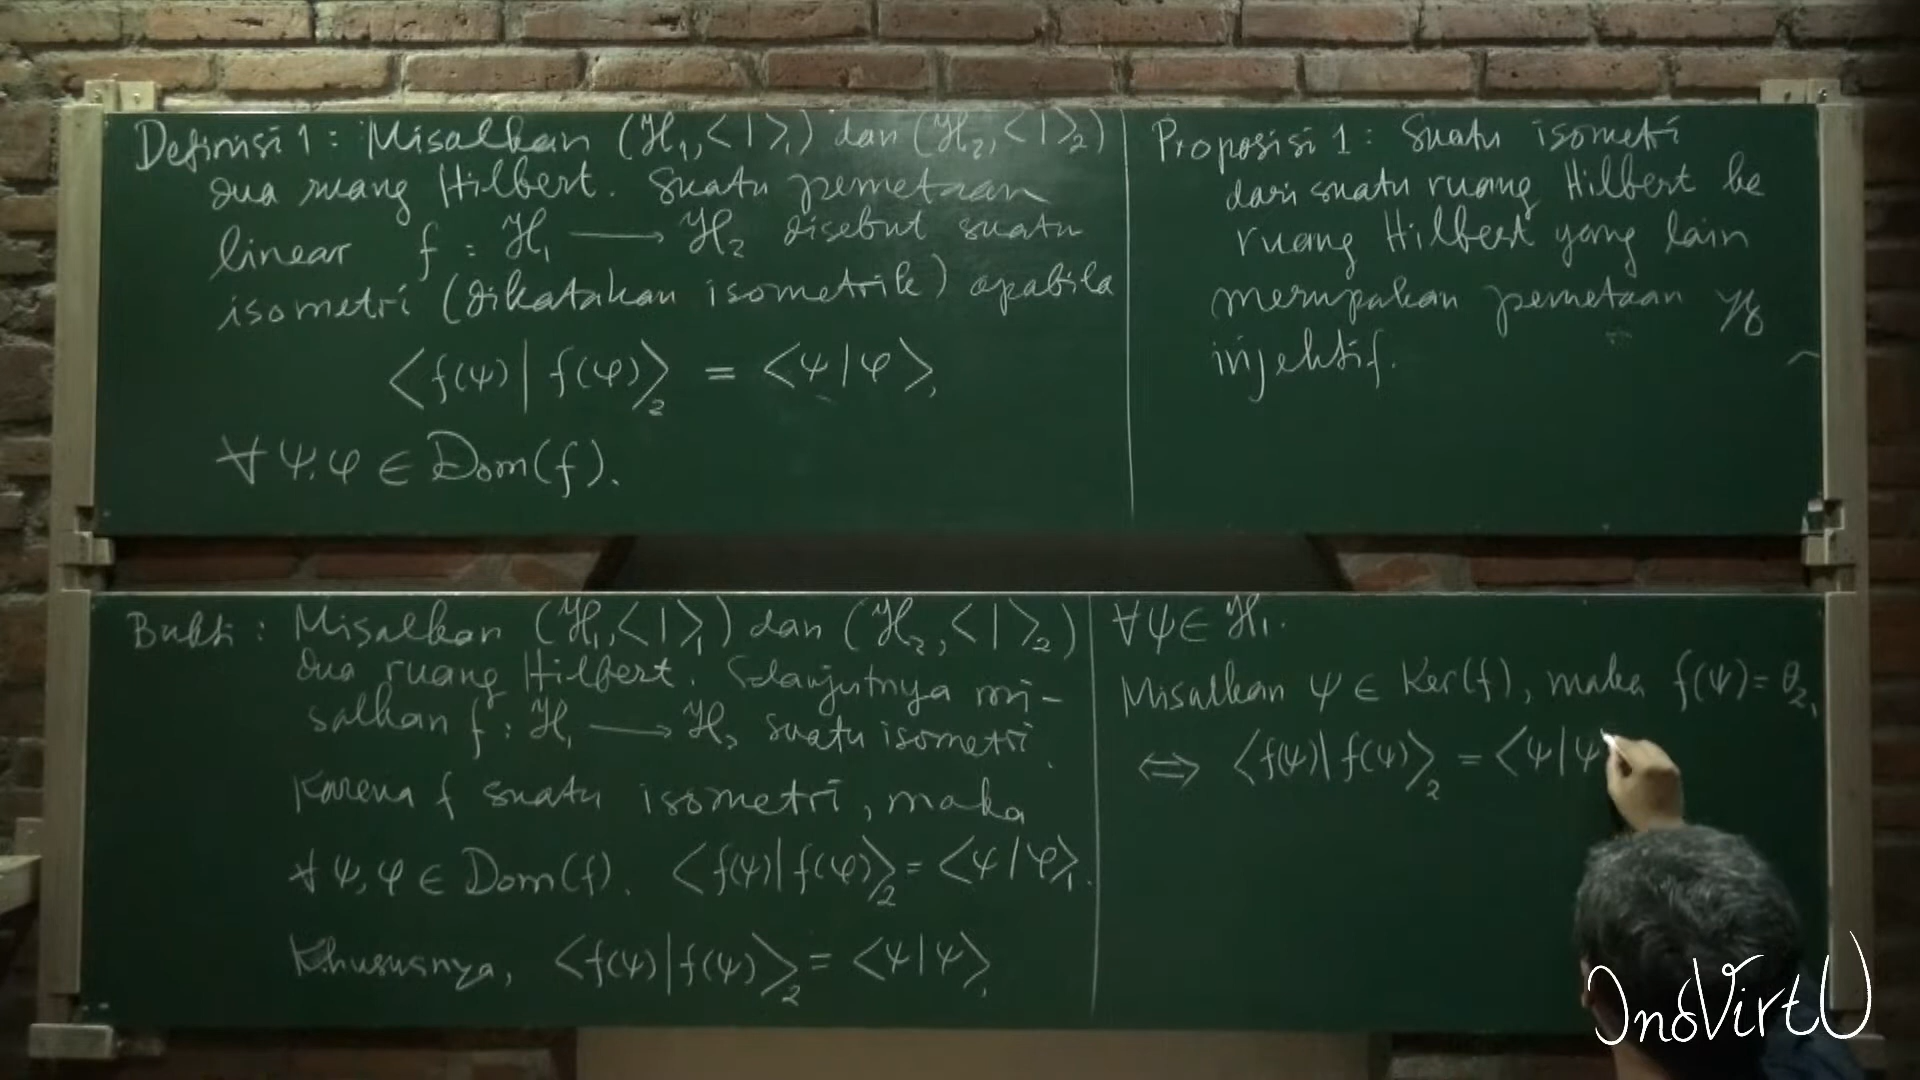 Definisi 1 : Misalkan (ℋ₁, < | >₁) dan (ℋ₂, < | >₂)
dua ruang Hilbert. Suatu pemetaan
linear f : ℋ₁ ⟶ ℋ₂ disebut suatu
isometri (dikatakan isometrik) apabila
<f(ψ)| f(φ)>₂ = <ψ|φ>₁
∀ ψ, φ ∈ Dom(f).
Proposisi 1 : Suatu isometri
dari suatu ruang Hilbert ke
ruang Hilbert yang lain
merupakan pemetaan yg
injektif.
Bukti : Misalkan (ℋ₁, < | >₁) dan (ℋ₂, < | >₂)
dua ruang Hilbert. Selanjutnya mi-
salkan f : ℋ₁ ⟶ ℋ₂ suatu isometri.
Karena f suatu isometri, maka
∀ ψ, φ ∈ Dom(f). <f(ψ)|f(φ)>₂ = <ψ|φ>₁.
Khususnya, <f(ψ)|f(ψ)>₂ = <ψ|ψ>₁
∀ψ ∈ ℋ₁.
Misalkan ψ ∈ Ker(f), maka f(ψ) = θ₂,
⟺ <f(ψ)|f(ψ)>₂ = <ψ|ψ
InoVirtU